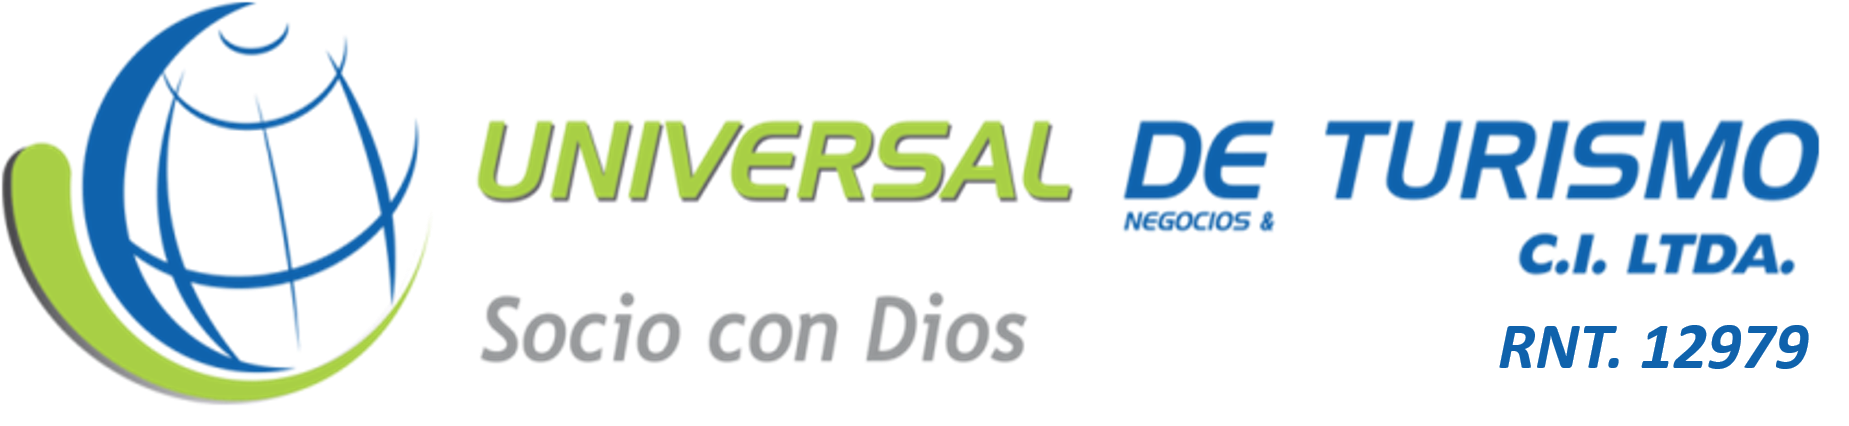 UNIVERSAL DE TURISMO
NEGOCIOS &
C.I. LTDA.
Socio con Dios
RNT. 12979